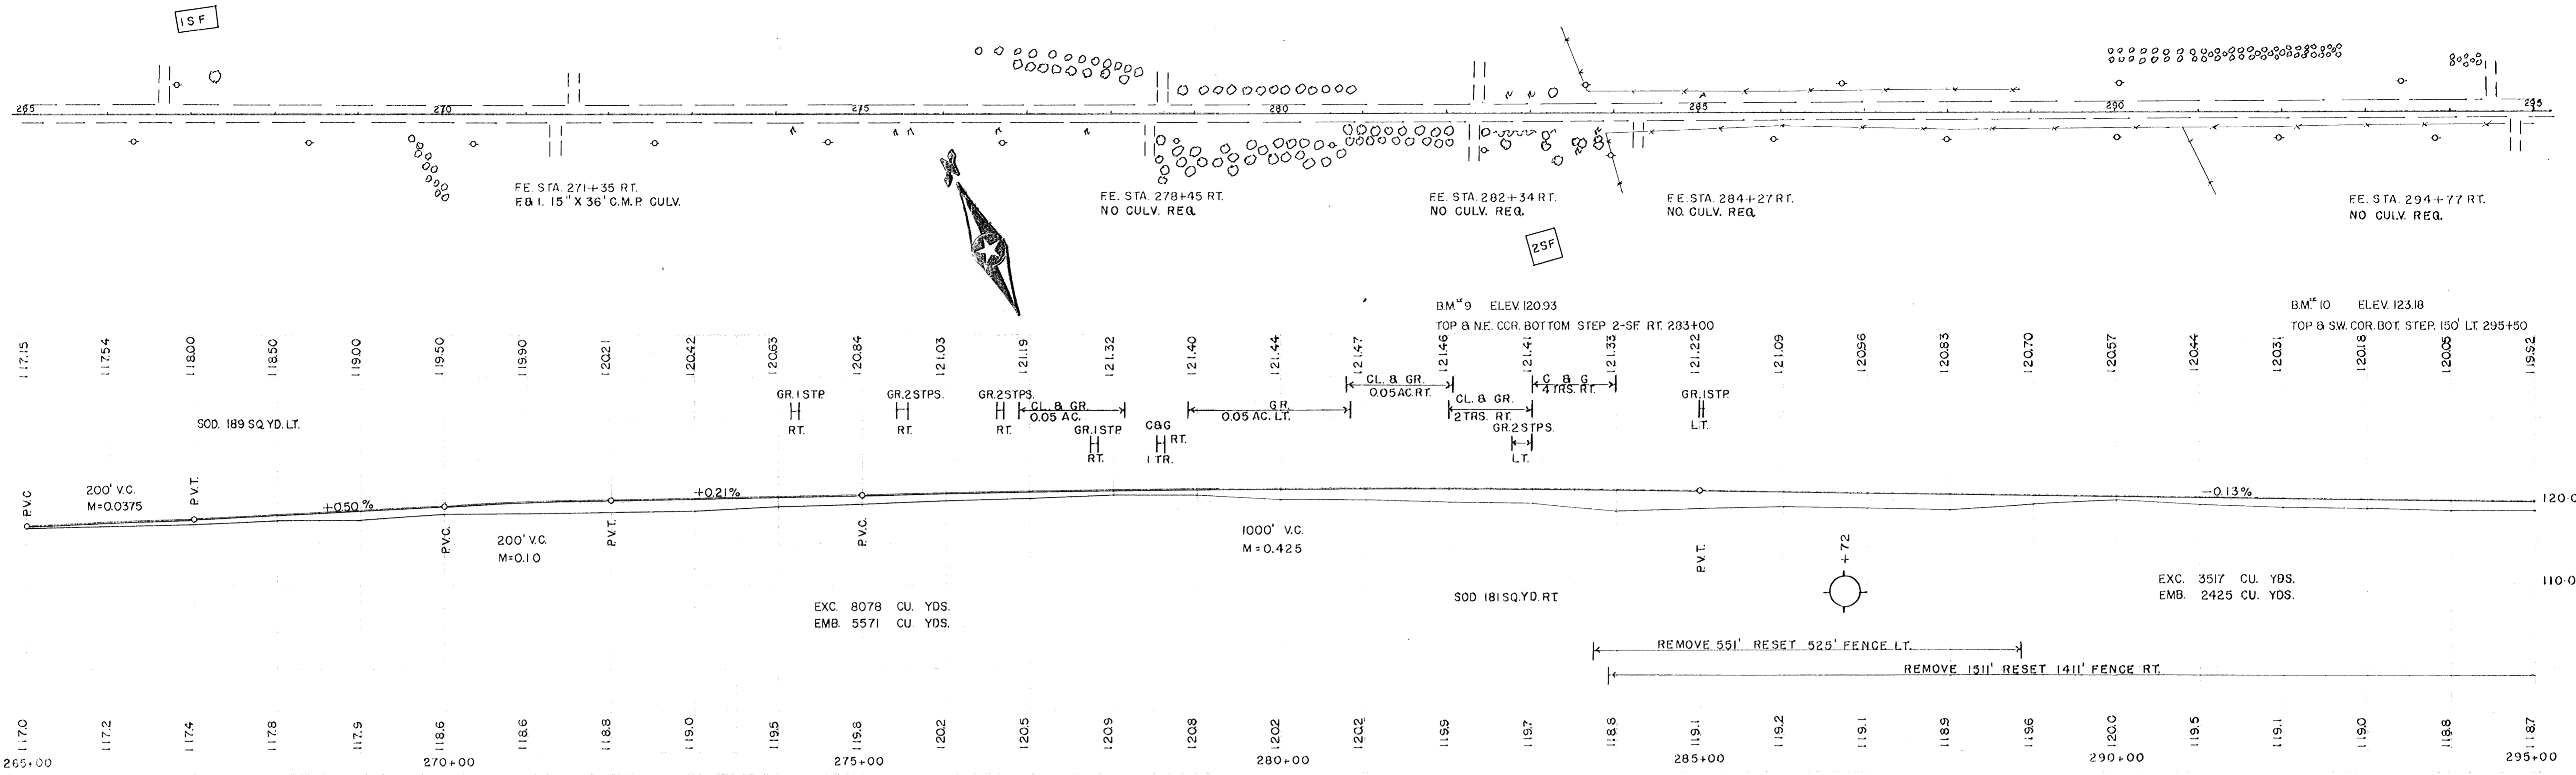 1SF
265
270
275
280
285
290
295
F.E. STA. 271+35 RT.
F. & I. 15" X 36' C.M.P. CULV.
F.E. STA. 278+45 RT.
NO CULV. REQ.
F.E. STA. 282+34 RT.
NO CULV. REQ.
F.E. STA. 284+27 RT.
NO. CULV. REQ.
F.E. STA. 294+77 RT.
NO CULV. REQ.
2SF
B.M.# 9 ELEV. 120.93
TOP & N.E. COR. BOTTOM STEP 2-SF. RT. 283+00
B.M.# 10 ELEV. 123.18
TOP & SW. COR. BOT. STEP. 150' LT. 295+50
117.15
117.54
118.00
118.50
119.00
119.50
119.90
120.21
120.42
120.63
120.84
121.03
121.19
121.32
121.40
121.44
121.47
121.46
121.41
121.33
121.22
121.09
120.96
120.83
120.70
120.57
120.44
120.31
120.18
120.05
119.92
SOD. 189 SQ. YD. LT.
GR. 1 STP.
RT.
GR. 2 STPS.
RT.
GR. 2 STPS.
RT.
CL. & GR.
0.05 AC.
GR. 1 STP.
RT.
C&G
RT.
1 TR.
GR.
0.05 AC. LT.
CL. & GR.
0.05 AC. RT.
CL. & GR.
2 TRS. RT.
C & G
4 TRS. RT.
GR. 2 STPS.
LT.
GR. 1 STP.
LT.
P.V.C
200' V.C.
M=0.0375
P.V.T.
+0.50%
P.V.C.
200' V.C.
M=0.10
P.V.T.
+0.21%
P.V.C.
1000' V.C.
M=0.425
P.V.T.
+72
-0.13%
120.0
110.0
EXC. 8078 CU. YDS.
EMB. 5571 CU. YDS.
SOD 181 SQ. YD. RT
EXC. 3517 CU. YDS.
EMB. 2425 CU. YDS.
REMOVE 551' RESET 525' FENCE LT.
REMOVE 1511' RESET 1411' FENCE RT.
117.0
117.2
117.4
117.8
117.9
118.6
118.6
118.8
119.0
119.5
119.8
120.2
120.5
120.9
120.8
120.2
120.2
119.9
119.7
118.8
119.1
119.2
119.1
118.9
119.6
120.0
119.5
119.1
119.0
118.8
118.7
265+00
270+00
275+00
280+00
285+00
290+00
295+00